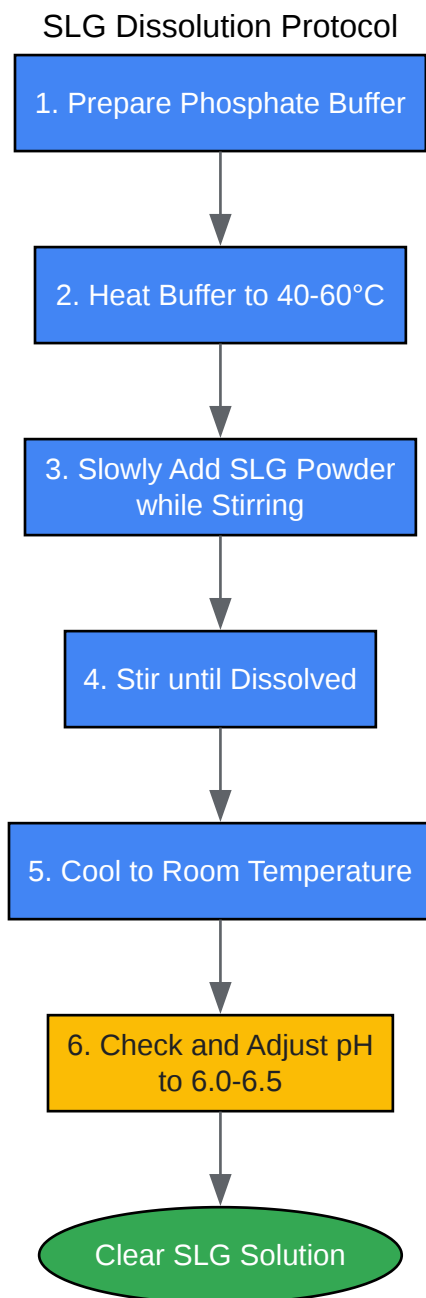 SLG Dissolution Protocol
1. Prepare Phosphate Buffer
2. Heat Buffer to 40-60°C
3. Slowly Add SLG Powder
while Stirring
4. Stir until Dissolved
5. Cool to Room Temperature
6. Check and Adjust pH
to 6.0-6.5
Clear SLG Solution